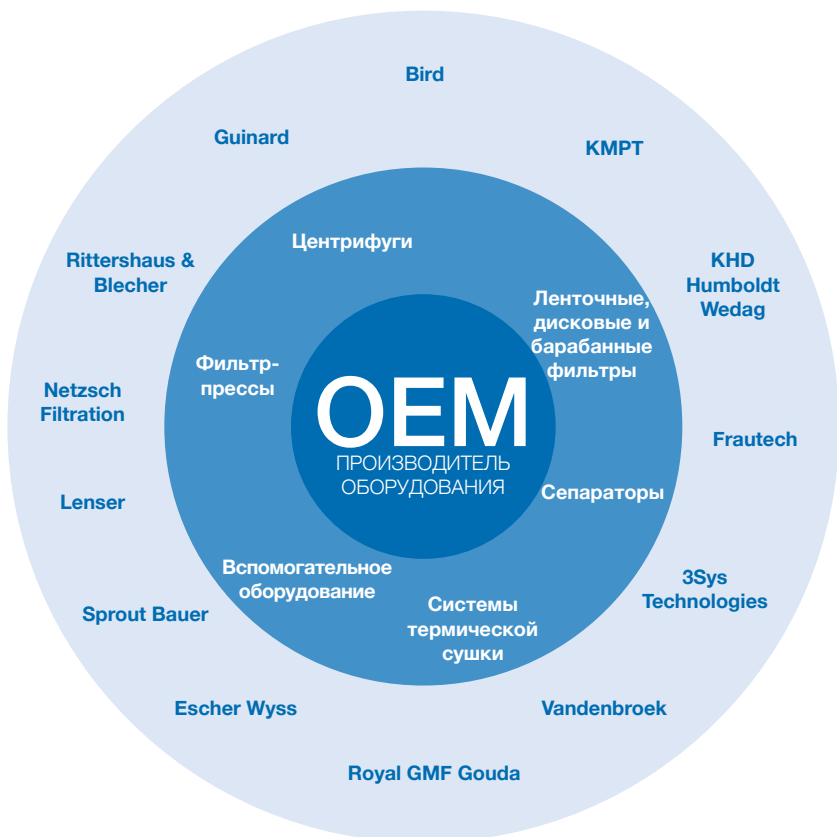 Bird
Guinard
KMPT
Центрифуги
Rittershaus &
Blecher
KHD
Humboldt
Wedag
Ленточные,
дисковые и
барабанные
фильтры
Фильтр-
прессы
Netzsch
Filtration
OEM
ПРОИЗВОДИТЕЛЬ
ОБОРУДОВАНИЯ
Frautech
Сепараторы
Lenser
Вспомогательное
оборудование
3Sys
Technologies
Sprout Bauer
Системы
термической
сушки
Escher Wyss
Vandenbroek
Royal GMF Gouda